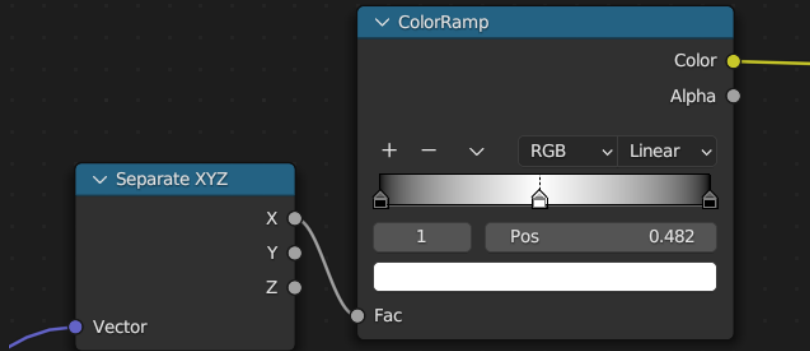 ColorRamp
Color
Alpha
RGB Linear
1 Pos 0.482
Fac
Separate XYZ
X
Y
Z
Vector